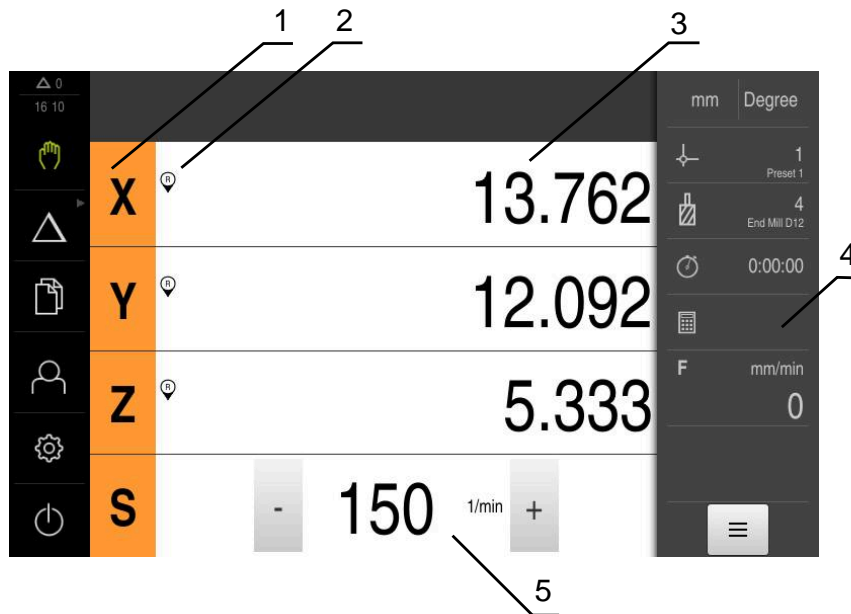 1 2 3
0
16 10
mm Degree
X R 13.762
1
Preset 1
4
End Mill D12
Y R 12.092
0:00:00
4
Z R 5.333
F mm/min
0
S - 150 1/min +
5